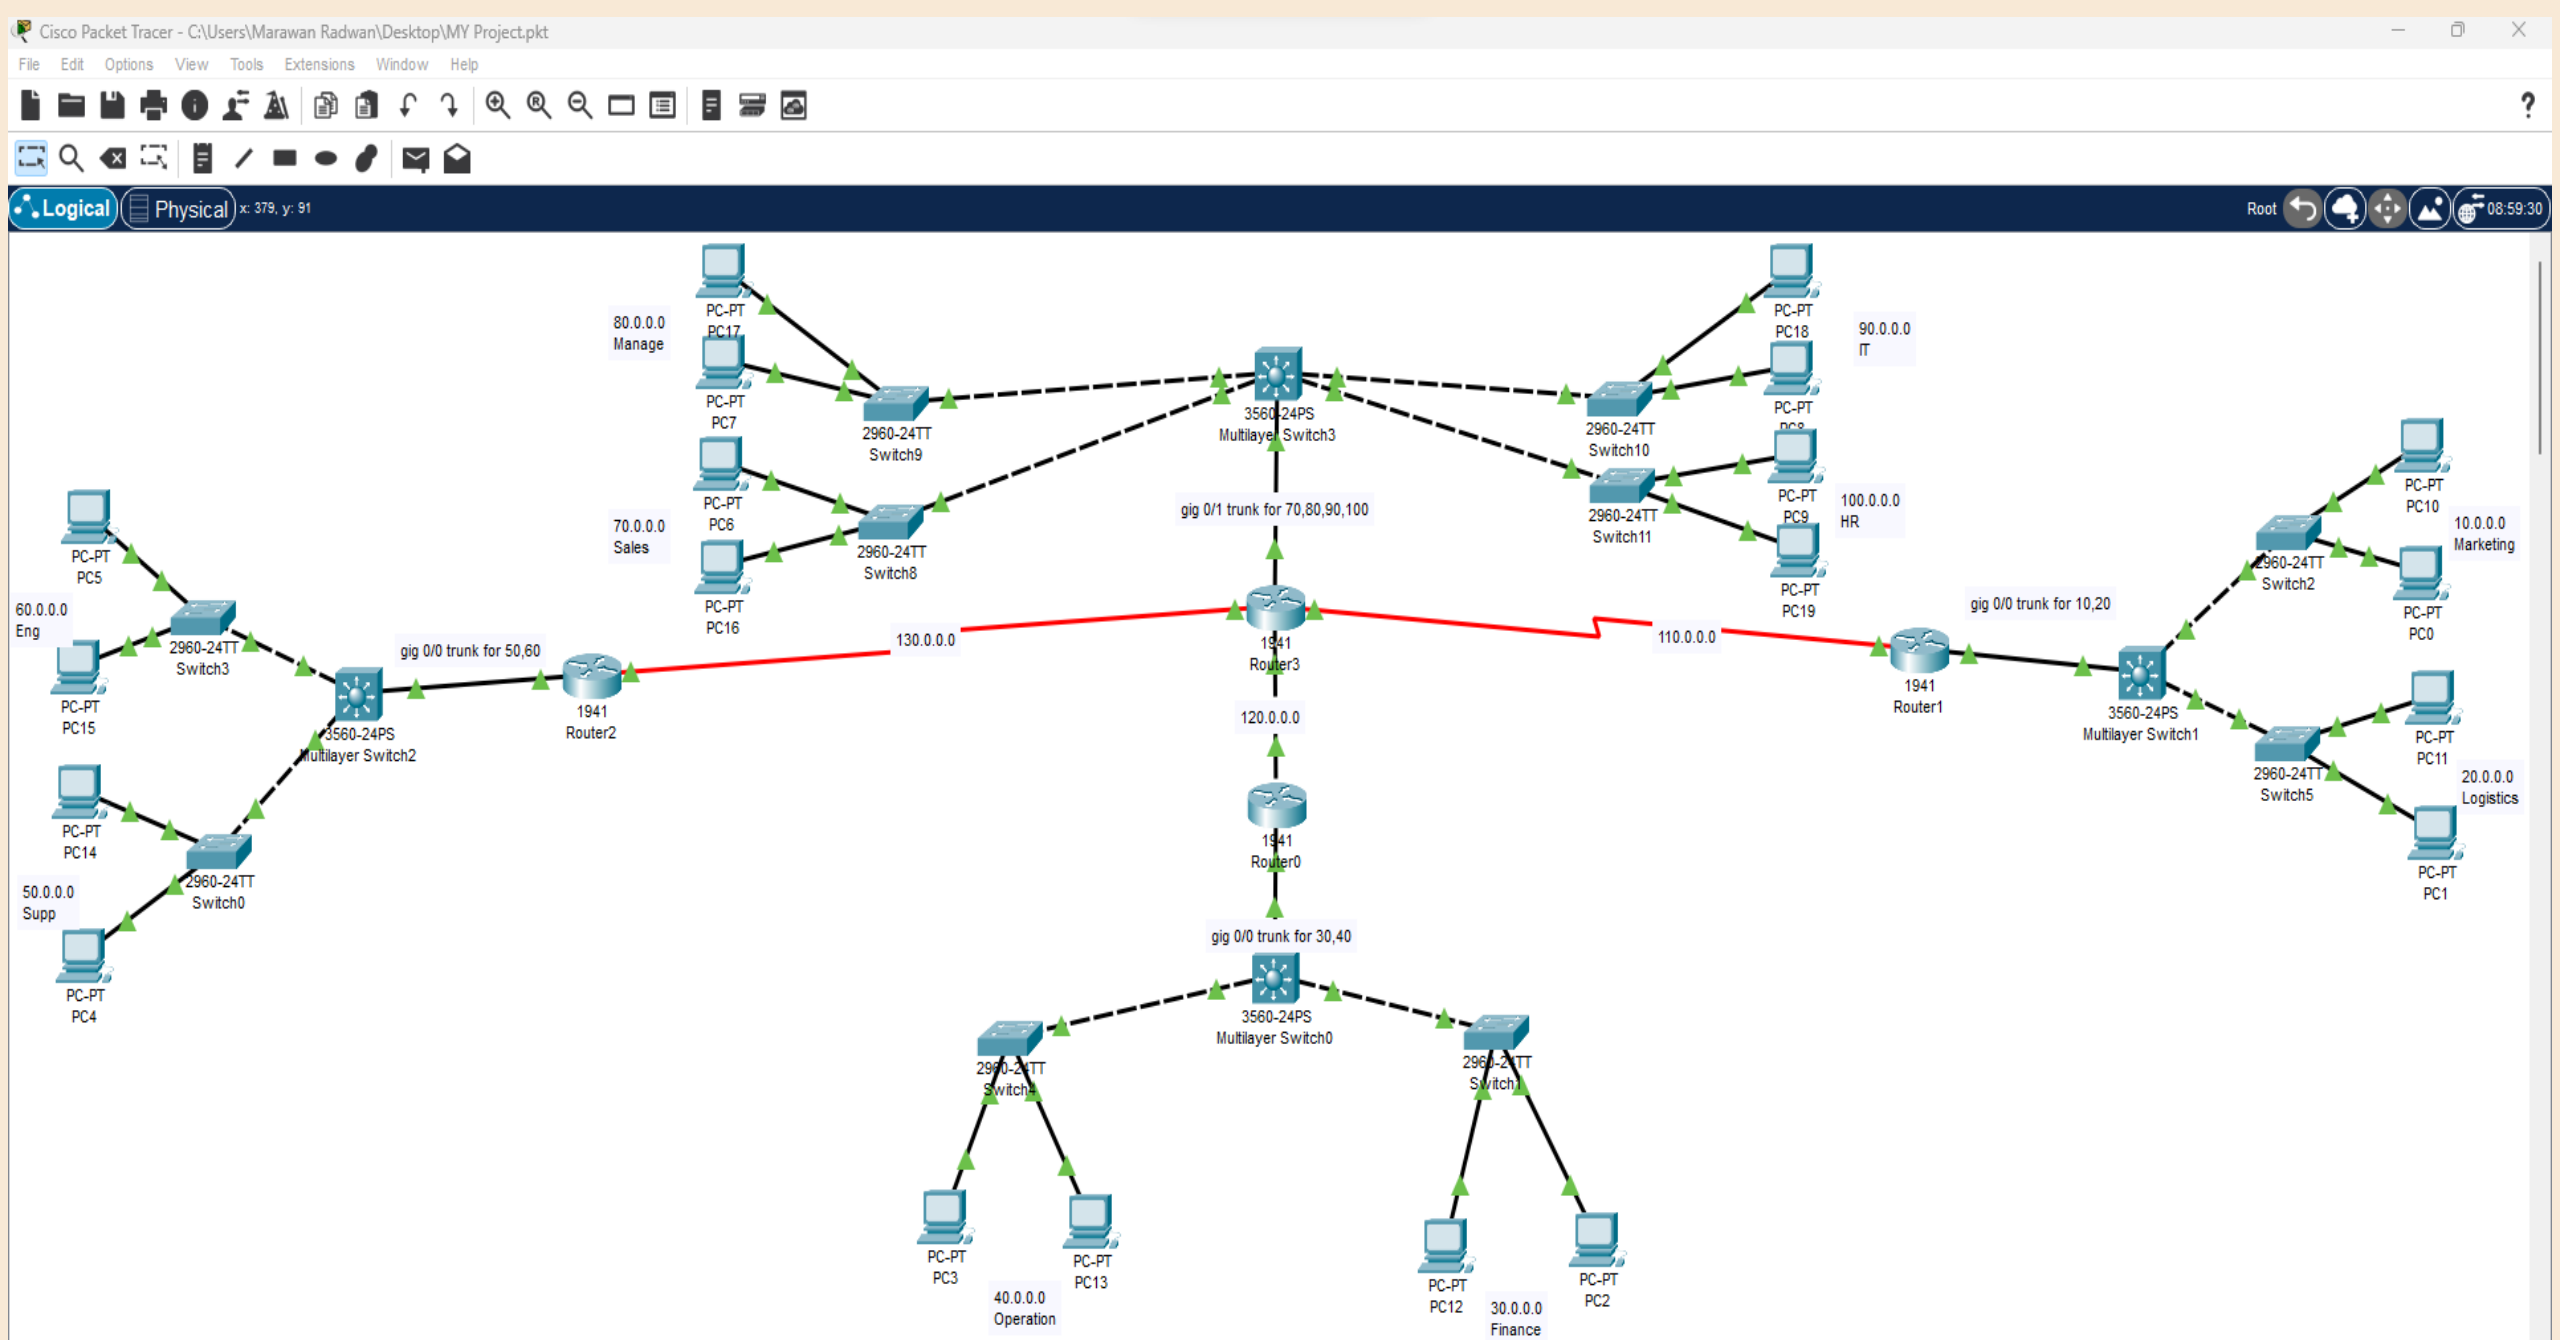 Cisco Packet Tracer - C:\Users\Marawan Radwan\Desktop\MY Project.pkt
File Edit Options View Tools Extensions Window Help
?
Logical Physical x: 379, y: 91
Root 08:59:30
PC-PT
PC17
80.0.0.0
Manage
PC-PT
PC7
2960-24TT
Switch9
PC-PT
PC6
70.0.0.0
Sales
2960-24TT
Switch8
PC-PT
PC16
3560-24PS
Multilayer Switch3
gig 0/1 trunk for 70,80,90,100
PC-PT
PC18
90.0.0.0
IT
PC-PT
PC8
2960-24TT
Switch10
PC-PT
PC9
100.0.0.0
HR
2960-24TT
Switch11
PC-PT
PC19
PC-PT
PC10
10.0.0.0
Marketing
2960-24TT
Switch2
PC-PT
PC0
gig 0/0 trunk for 10,20
PC-PT
PC5
60.0.0.0
Eng
2960-24TT
Switch3
PC-PT
PC15
gig 0/0 trunk for 50,60
3560-24PS
Multilayer Switch2
1941
Router2
130.0.0.0
1941
Router3
110.0.0.0
1941
Router1
3560-24PS
Multilayer Switch1
120.0.0.0
PC-PT
PC11
2960-24TT
Switch5
20.0.0.0
Logistics
PC-PT
PC1
PC-PT
PC14
2960-24TT
Switch0
50.0.0.0
Supp
PC-PT
PC4
1941
Router0
gig 0/0 trunk for 30,40
3560-24PS
Multilayer Switch0
2960-24TT
Switch4
2960-24TT
Switch1
PC-PT
PC3
PC-PT
PC13
40.0.0.0
Operation
PC-PT
PC12
PC-PT
PC2
30.0.0.0
Finance